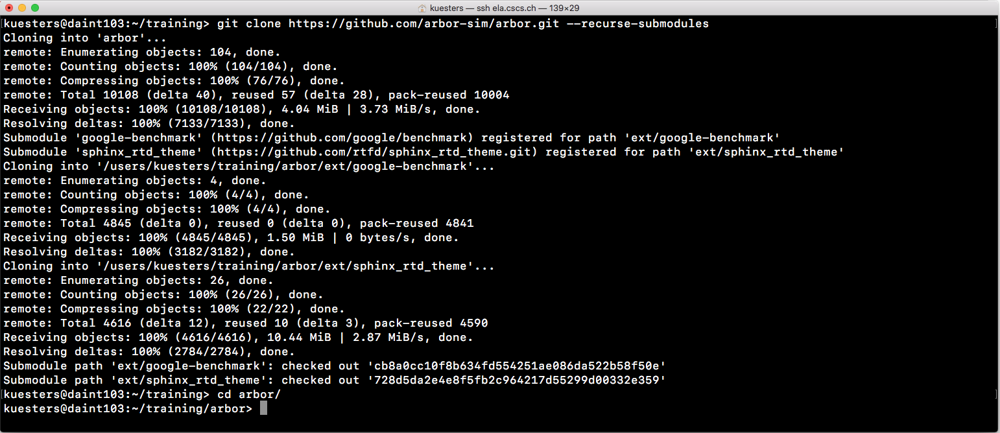 kuesters — ssh ela.cscs.ch — 139×29
[kuesters@daint103:~/training> git clone https://github.com/arbor-sim/arbor.git --recurse-submodules ]
Cloning into 'arbor'...
remote: Enumerating objects: 104, done.
remote: Counting objects: 100% (104/104), done.
remote: Compressing objects: 100% (76/76), done.
remote: Total 10108 (delta 40), reused 57 (delta 28), pack-reused 10004
Receiving objects: 100% (10108/10108), 4.04 MiB | 3.73 MiB/s, done.
Resolving deltas: 100% (7133/7133), done.
Submodule 'google-benchmark' (https://github.com/google/benchmark) registered for path 'ext/google-benchmark'
Submodule 'sphinx_rtd_theme' (https://github.com/rtfd/sphinx_rtd_theme.git) registered for path 'ext/sphinx_rtd_theme'
Cloning into '/users/kuesters/training/arbor/ext/google-benchmark'...
remote: Enumerating objects: 4, done.
remote: Counting objects: 100% (4/4), done.
remote: Compressing objects: 100% (4/4), done.
remote: Total 4845 (delta 0), reused 0 (delta 0), pack-reused 4841
Receiving objects: 100% (4845/4845), 1.50 MiB | 0 bytes/s, done.
Resolving deltas: 100% (3182/3182), done.
Cloning into '/users/kuesters/training/arbor/ext/sphinx_rtd_theme'...
remote: Enumerating objects: 26, done.
remote: Counting objects: 100% (26/26), done.
remote: Compressing objects: 100% (22/22), done.
remote: Total 4616 (delta 12), reused 10 (delta 3), pack-reused 4590
Receiving objects: 100% (4616/4616), 10.44 MiB | 2.87 MiB/s, done.
Resolving deltas: 100% (2784/2784), done.
Submodule path 'ext/google-benchmark': checked out 'cb8a0cc10f8b634fd554251ae086da522b58f50e'
Submodule path 'ext/sphinx_rtd_theme': checked out '728d5da2e4e8f5fb2c964217d55299d00332e359'
[kuesters@daint103:~/training> cd arbor/ ]
kuesters@daint103:~/training/arbor>